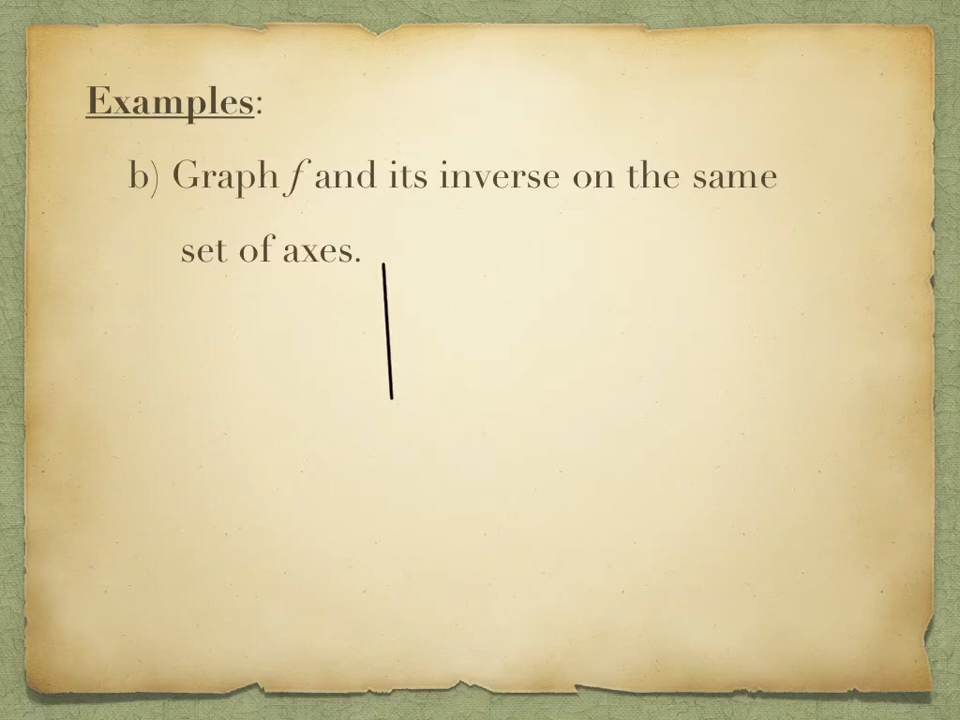 Examples:
b) Graph f and its inverse on the same
set of axes.